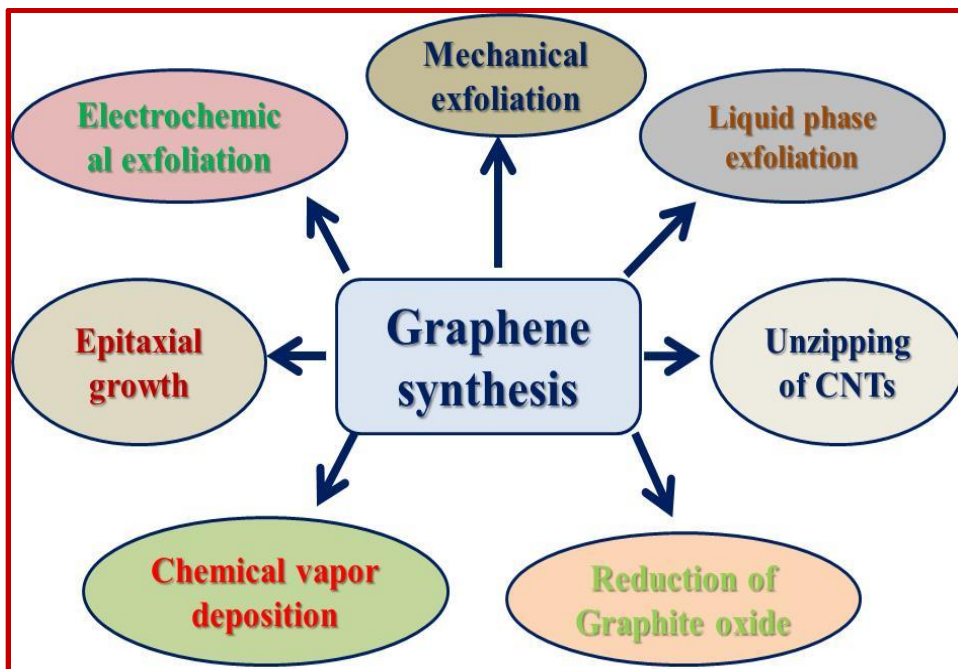 Mechanical
exfoliation
Electrochemic
al exfoliation
Liquid phase
exfoliation
Epitaxial
growth
Graphene
synthesis
Unzipping
of CNTs
Chemical vapor
deposition
Reduction of
Graphite oxide